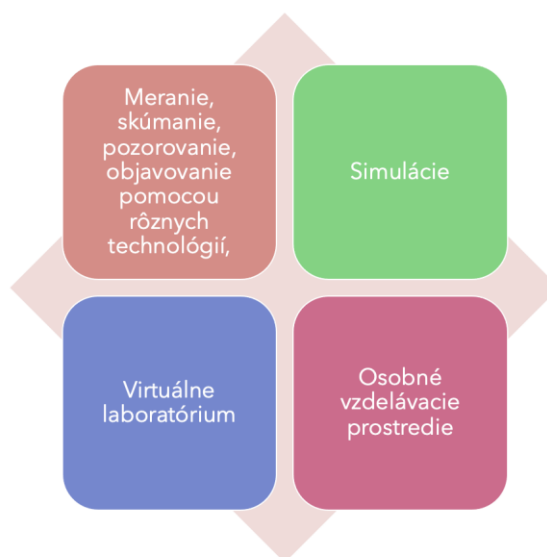 Meranie,
skúmanie,
pozorovanie,
objavovanie
pomocou
rôznych
technológií,
Simulácie
Virtuálne
laboratórium
Osobné
vzdelávacie
prostredie